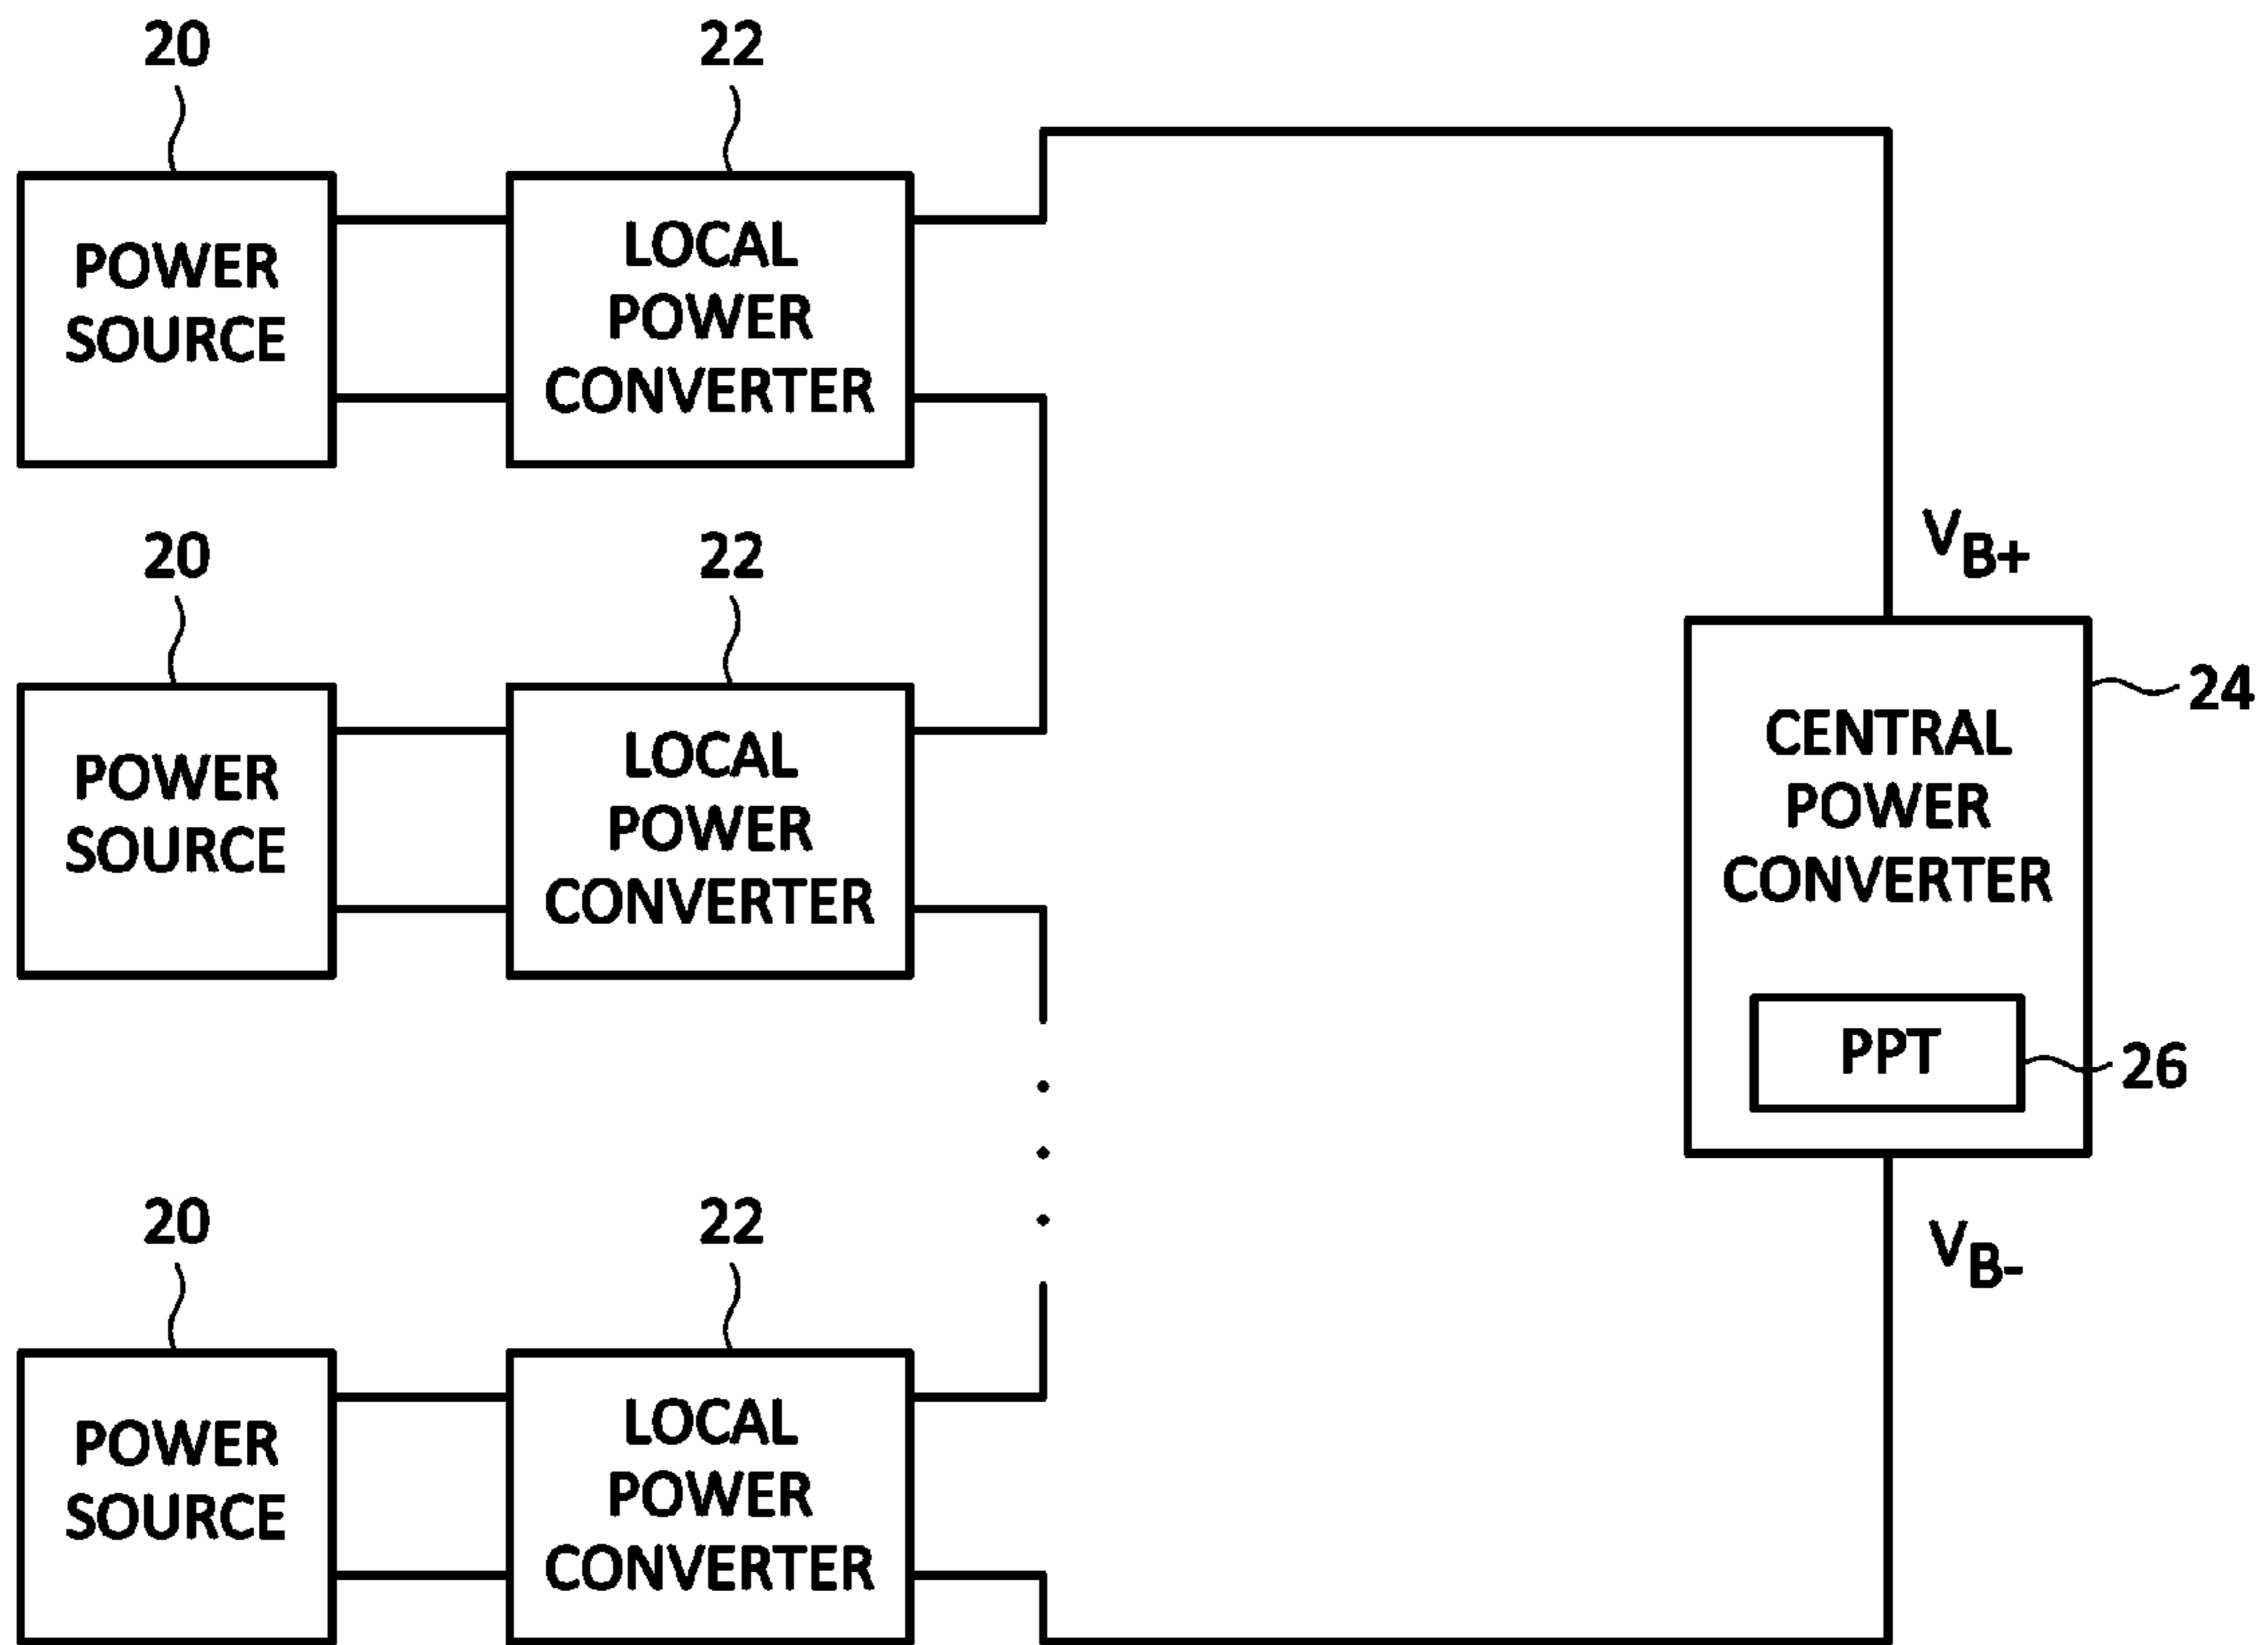 20
22
POWER
SOURCE
LOCAL
POWER
CONVERTER
VB+
20
22
POWER
SOURCE
LOCAL
POWER
CONVERTER
24
CENTRAL
POWER
CONVERTER
PPT
26
VB-
20
22
POWER
SOURCE
LOCAL
POWER
CONVERTER